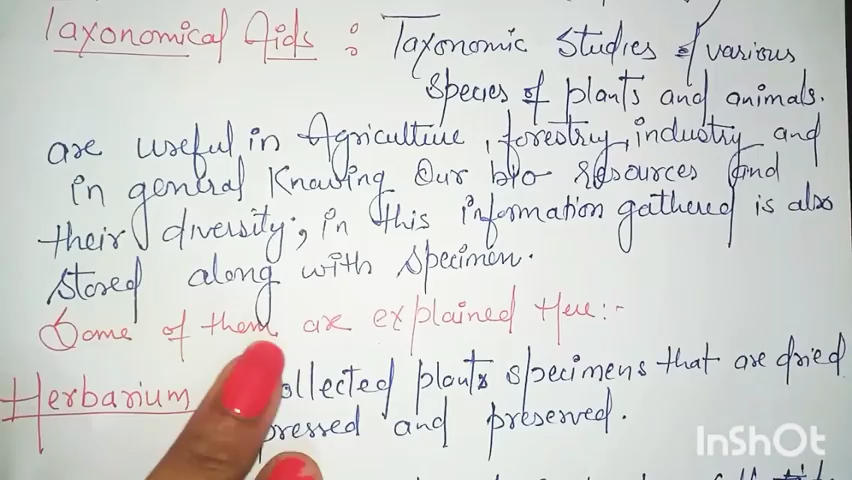 Taxonomical Aids : Taxonomic Studies of various
Species of plants and animals.
are useful in Agriculture, forestry, industry and
in general Knowing Our bio resources and
their diversity; in this information gathered is also
stored along with specimen.
Some of them are explained Here:-
Herbarium ollected plants specimens that are dried
pressed and preserved.
InShOt